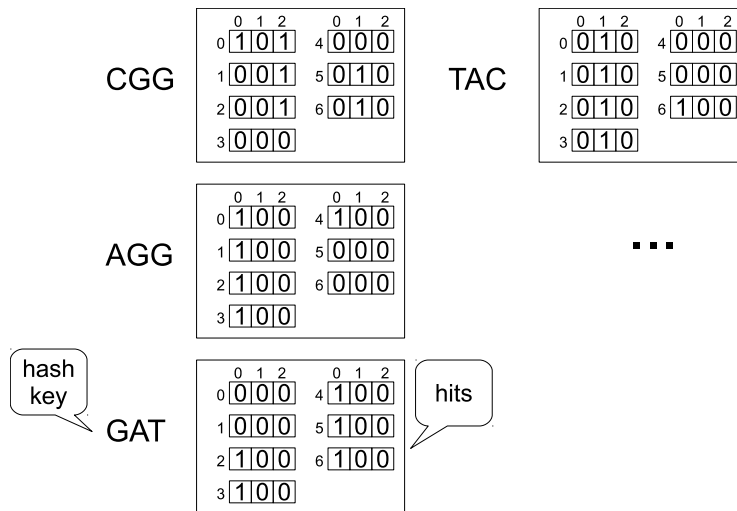 0 1 2 0 1 2 0 1 2 0 1 2
0 1 0 1 4 0 0 0 0 0 1 0 4 0 0 0
CGG 1 0 0 1 5 0 1 0 TAC 1 0 1 0 5 0 0 0
2 0 0 1 6 0 1 0 2 0 1 0 6 1 0 0
3 0 0 0 3 0 1 0
0 1 2 0 1 2
0 1 0 0 4 1 0 0
AGG 1 1 0 0 5 0 0 0 ...
2 1 0 0 6 0 0 0
3 1 0 0
hash
key
0 1 2 0 1 2
0 0 0 0 4 1 0 0
GAT 1 0 0 0 5 1 0 0
2 1 0 0 6 1 0 0
3 1 0 0
hits